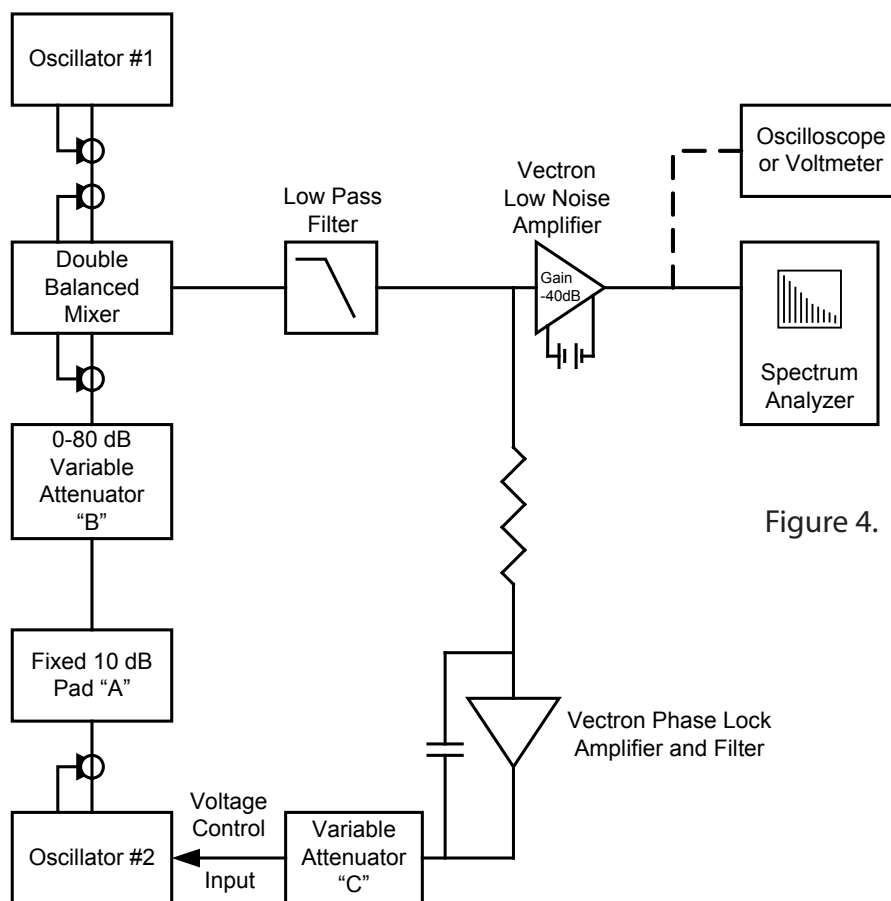 Oscillator #1
Oscilloscope
or Voltmeter
Vectron
Low Noise
Amplifier
Low Pass
Filter
Double
Balanced
Mixer
Gain
-40dB
Spectrum
Analyzer
0-80 dB
Variable
Attenuator
“B”
Figure 4.
Fixed 10 dB
Pad “A”
Vectron Phase Lock
Amplifier and Filter
Voltage
Control
Input
Oscillator #2
Variable
Attenuator
“C”